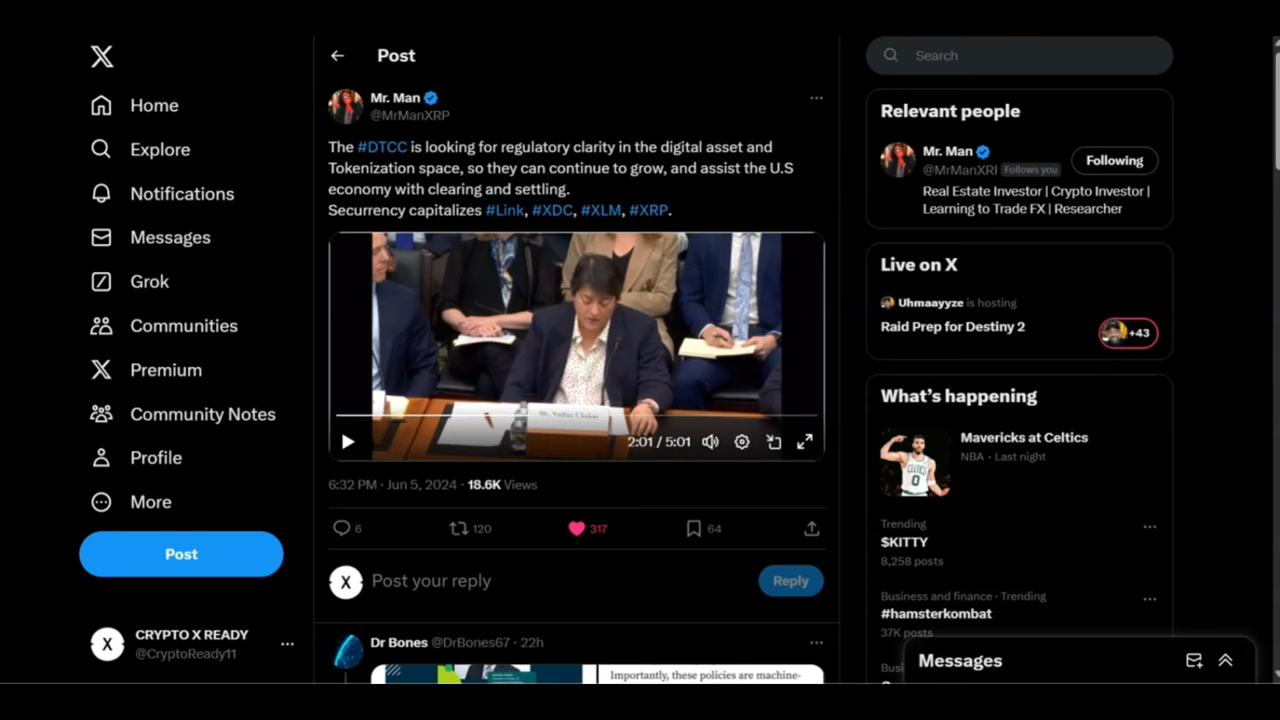 Post
Search
Mr. Man
@MrManXRP
The #DTCC is looking for regulatory clarity in the digital asset and
Tokenization space, so they can continue to grow, and assist the U.S
economy with clearing and settling.
Securrency capitalizes #Link, #XDC, #XLM, #XRP.
2:01 / 5:01
6:32 PM · Jun 5, 2024 · 18.6K Views
6 120 317 64
Post your reply
Reply
Dr Bones @DrBones67 · 22h
Importantly, these policies are machine-
Home
Explore
Notifications
Messages
Grok
Communities
Premium
Community Notes
Profile
More
Post
CRYPTO X READY
@CryptoReady11
Relevant people
Mr. Man
@MrManXRI Follows you
Following
Real Estate Investor | Crypto Investor |
Learning to Trade FX | Researcher
Live on X
Uhmaayyze is hosting
Raid Prep for Destiny 2
+43
What's happening
Mavericks at Celtics
NBA · Last night
Trending
$KITTY
8,258 posts
Business and finance · Trending
#hamsterkombat
37K posts
Messages